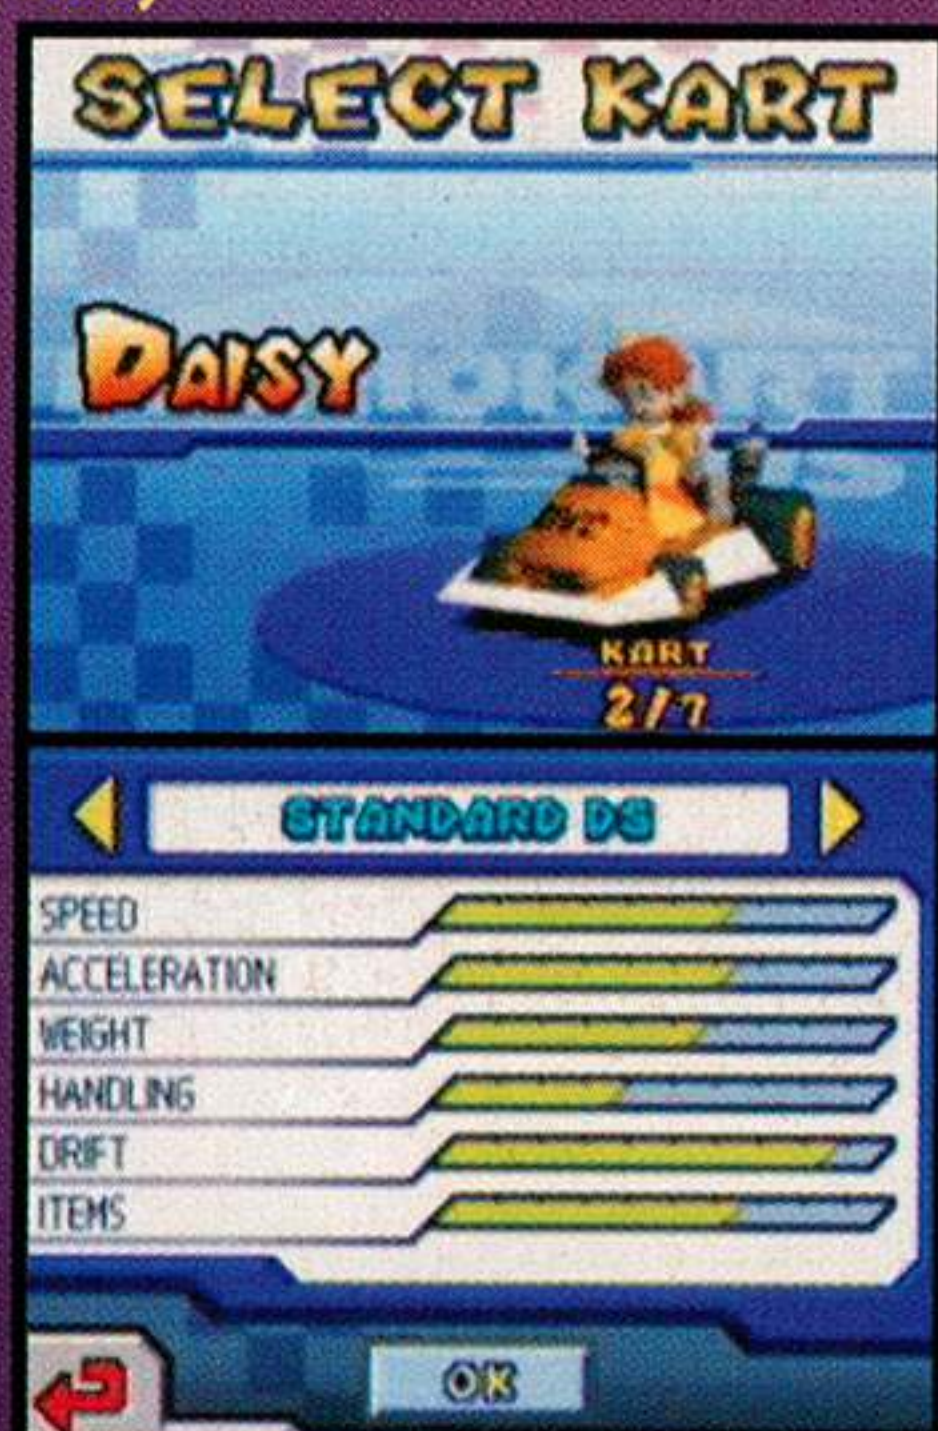 SELECT KART
DAISY
KART
2/7
STANDARD DS
SPEED
ACCELERATION
WEIGHT
HANDLING
DRIFT
ITEMS
OK